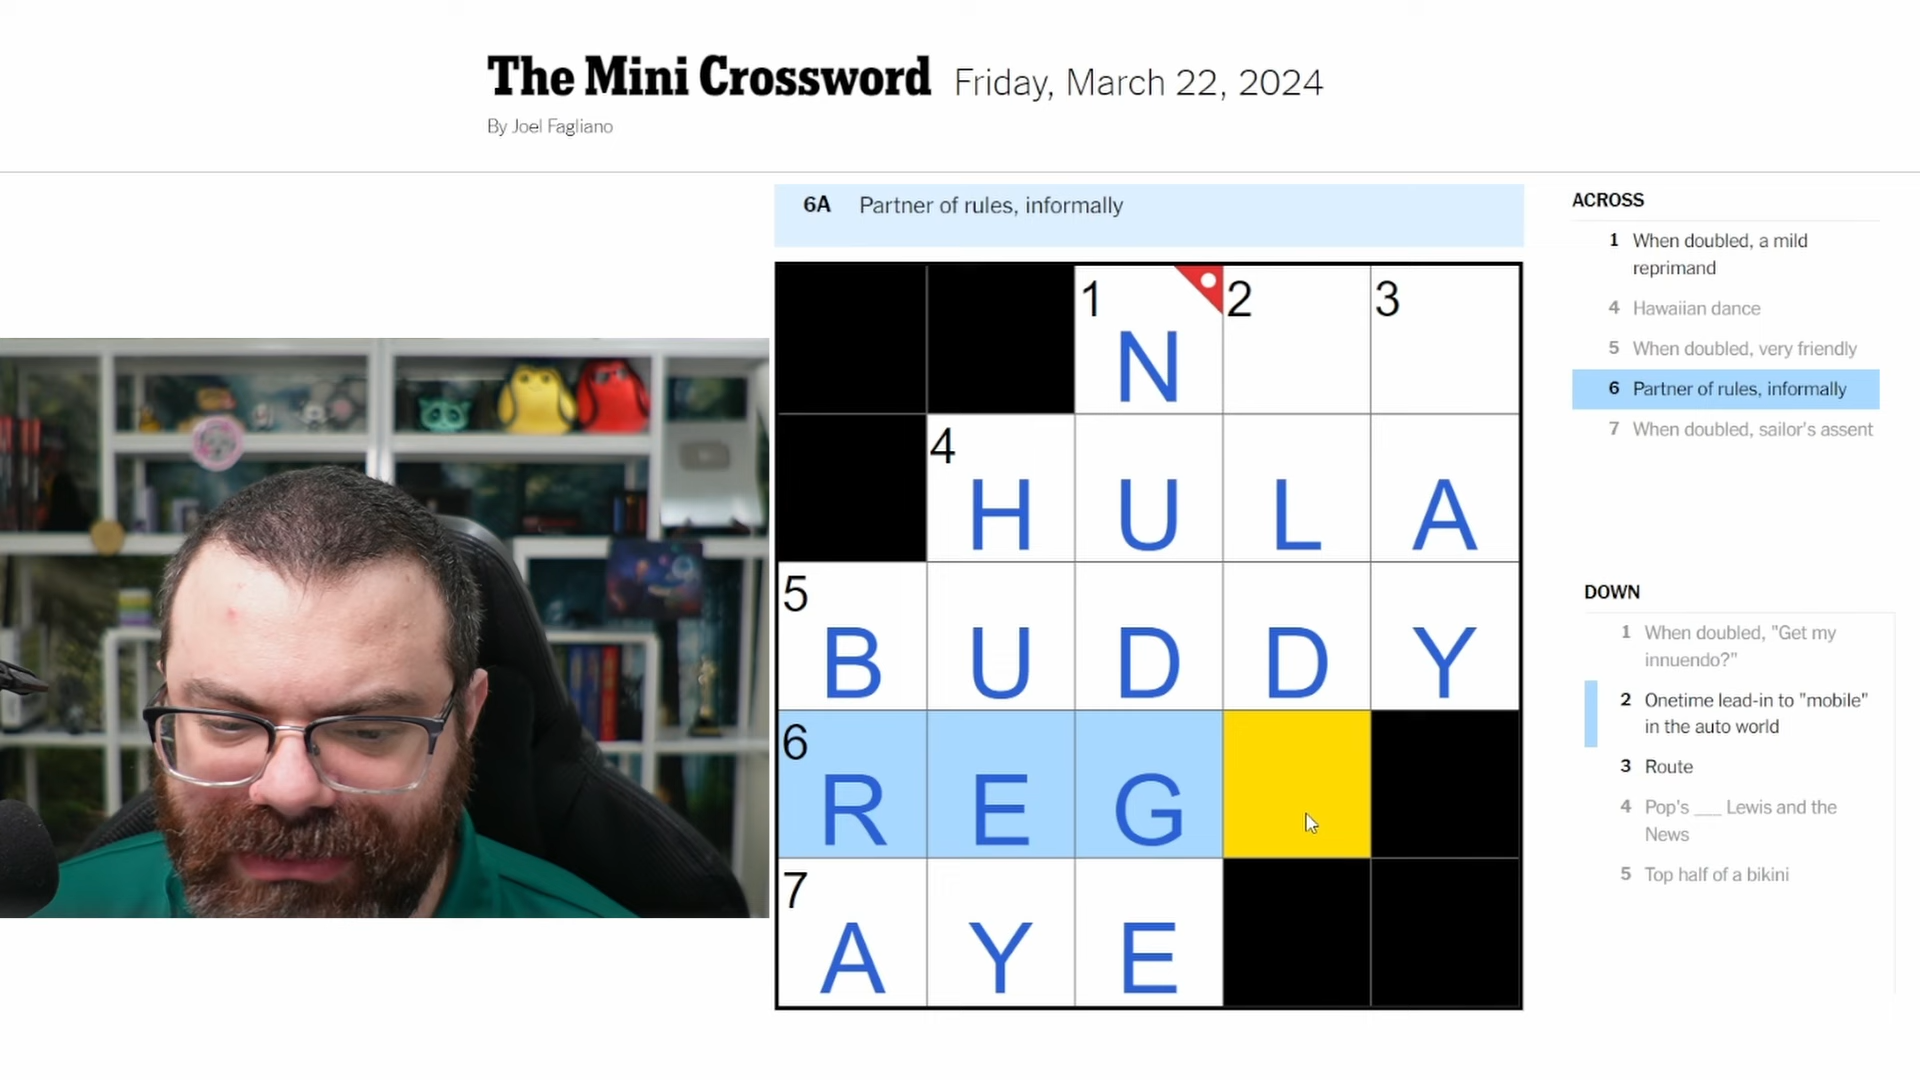 The Mini Crossword Friday, March 22, 2024
By Joel Fagliano
6A Partner of rules, informally
1 2 3
N
4
H U L A
5
B U D D Y
6
R E G
7
A Y E
ACROSS
1 When doubled, a mild
reprimand
4 Hawaiian dance
5 When doubled, very friendly
6 Partner of rules, informally
7 When doubled, sailor's assent
DOWN
1 When doubled, "Get my
innuendo?"
2 Onetime lead-in to "mobile"
in the auto world
3 Route
4 Pop's ___ Lewis and the
News
5 Top half of a bikini